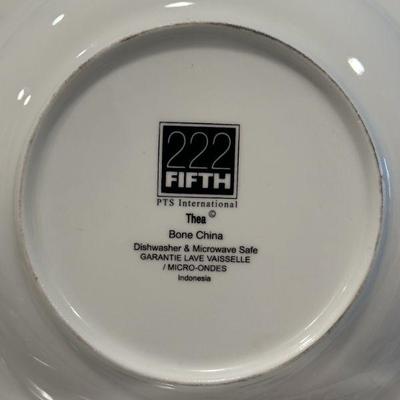 222
FIFTH
PTS International
Thea ©
Bone China
Dishwasher & Microwave Safe
GARANTIE LAVE VAISSELLE
/ MICRO-ONDES
Indonesia